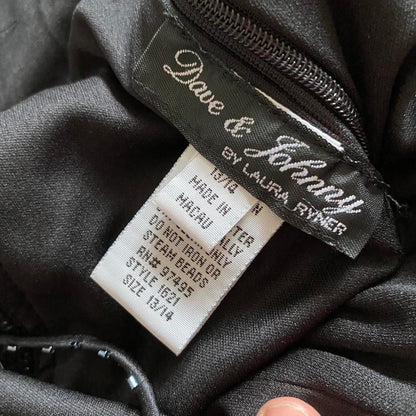 Dave & Johnny
BY LAURA RYNER
13/14
MADE IN
MACAU
DO NOT IRON OR
STEAM BEADS
RN# 97495
STYLE 1621
SIZE 13/14